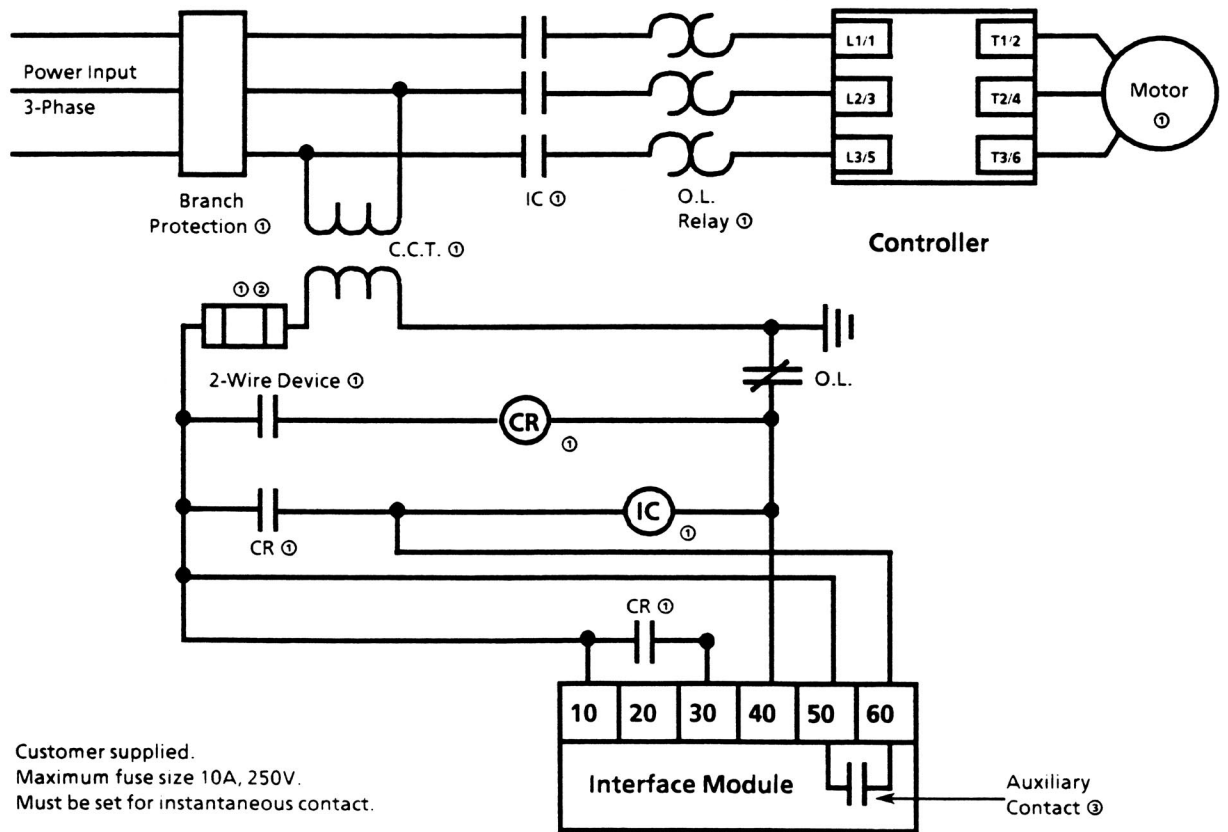 Power Input
3-Phase
Branch
Protection ①
C.C.T. ①
IC ①
O.L.
Relay ①
L1/1
T1/2
L2/3
T2/4
L3/5
T3/6
Motor
①
Controller
① ②
2-Wire Device ①
O.L.
CR
①
IC
①
CR ①
CR ①
10 20 30 40 50 60
Interface Module
Auxiliary
Contact ③
Customer supplied.
Maximum fuse size 10A, 250V.
Must be set for instantaneous contact.